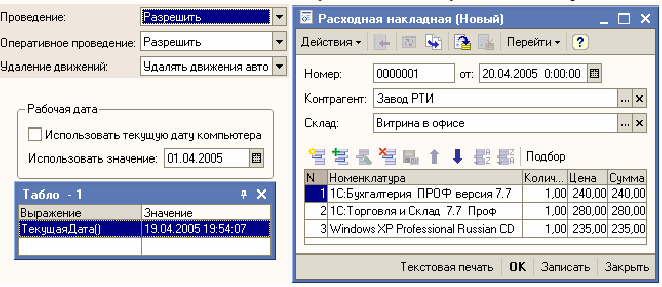 Проведение: Разрешить
Оперативное проведение: Разрешить
Удаление движений: Удалять движения авто
Рабочая дата
Использовать текущую дату компьютера
Использовать значение: 01.04.2005
Табло - 1
Выражение Значение
ТекущаяДата() 19.04.2005 19:54:07
Расходная накладная (Новый)
Действия Перейти ?
Номер: 0000001 от: 20.04.2005 0:00:00
Контрагент: Завод РТИ ... x
Склад: Витрина в офисе ... x
Подбор
N Номенклатура Колич... Цена Сумма
1 1С:Бухгалтерия ПРОФ версия 7.7 1,00 240,00 240,00
2 1С:Торговля и Склад 7.7 Проф 1,00 280,00 280,00
3 Windows XP Professional Russian CD 1,00 235,00 235,00
Текстовая печать OK Записать Закрыть